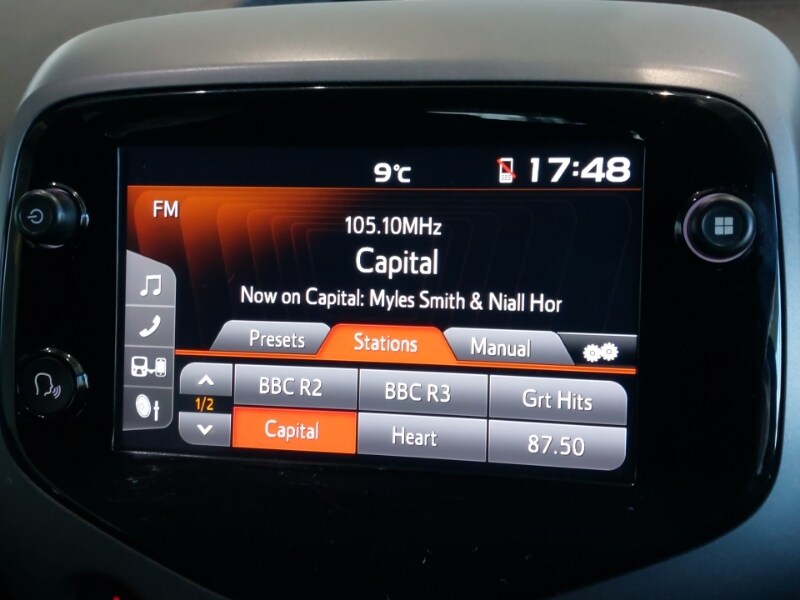 9°C
17:48
FM
105.10MHz
Capital
Now on Capital: Myles Smith & Niall Hor
Presets
Stations
Manual
1/2
BBC R2
BBC R3
Grt Hits
Capital
Heart
87.50